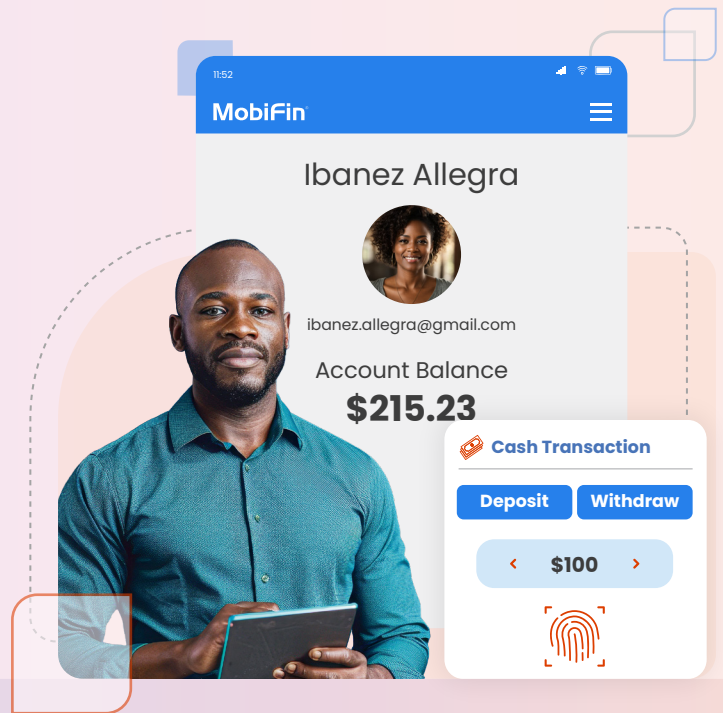 11:52
MobiFin®
Ibanez Allegra
ibanez.allegra@gmail.com
Account Balance
$215.23
Cash Transaction
Deposit Withdraw
$100